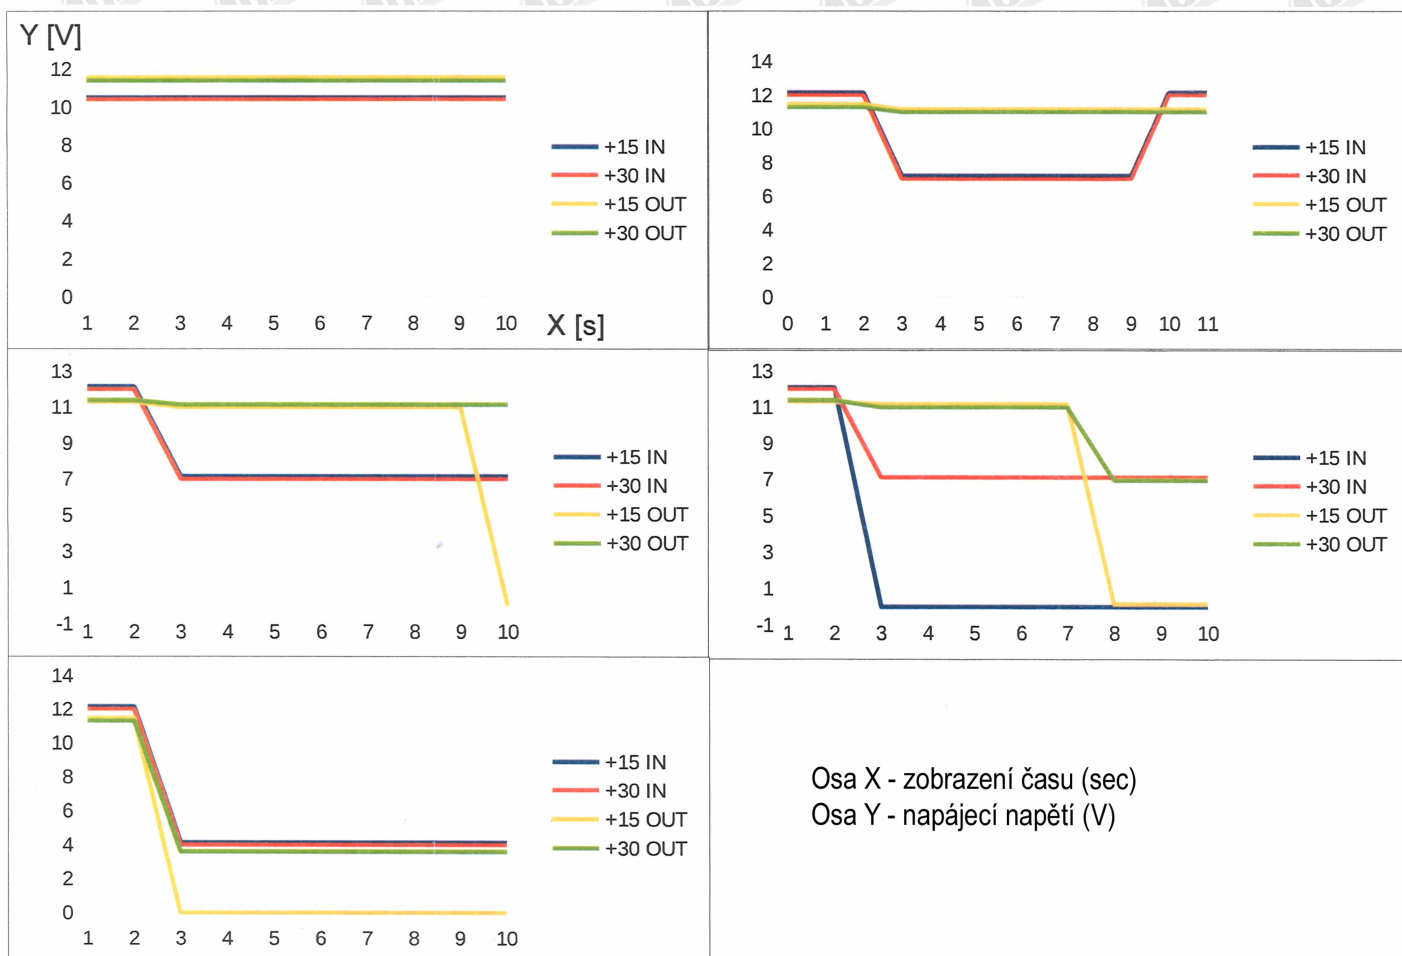 Y [V]
12
10
8
6
4
2
0
1 2 3 4 5 6 7 8 9 10
X [s]
+15 IN
+30 IN
+15 OUT
+30 OUT
14
12
10
8
6
4
2
0
0 1 2 3 4 5 6 7 8 9 10 11
+15 IN
+30 IN
+15 OUT
+30 OUT
13
11
9
7
5
3
1
-1
1 2 3 4 5 6 7 8 9 10
+15 IN
+30 IN
+15 OUT
+30 OUT
13
11
9
7
5
3
1
-1
1 2 3 4 5 6 7 8 9 10
+15 IN
+30 IN
+15 OUT
+30 OUT
14
12
10
8
6
4
2
0
1 2 3 4 5 6 7 8 9 10
+15 IN
+30 IN
+15 OUT
+30 OUT
Osa X - zobrazení času (sec)
Osa Y - napájecí napětí (V)